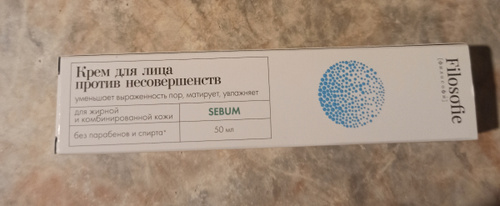 Крем для лица
против несовершенств
уменьшает выраженность пор, матирует, увлажняет
для жирной
и комбинированной кожи
SEBUM
без парабенов и спирта*
50 мл
Filosofie
[философия]